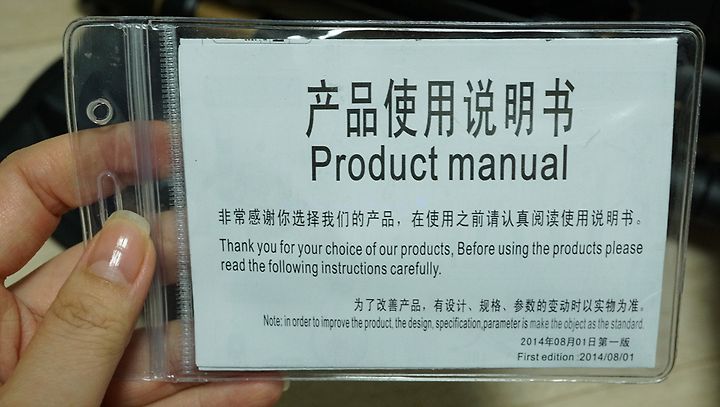 产品使用说明书
Product manual
非常感谢你选择我们的产品，在使用之前请认真阅读使用说明书。
Thank you for your choice of our products, Before using the products please
read the following instructions carefully.
为了改善产品，有设计、规格、参数的变动时以实物为准。
Note: in order to improve the product, the design, specification,parameter is make the object as the standard.
2014年08月01日第一版
First edition :2014/08/01